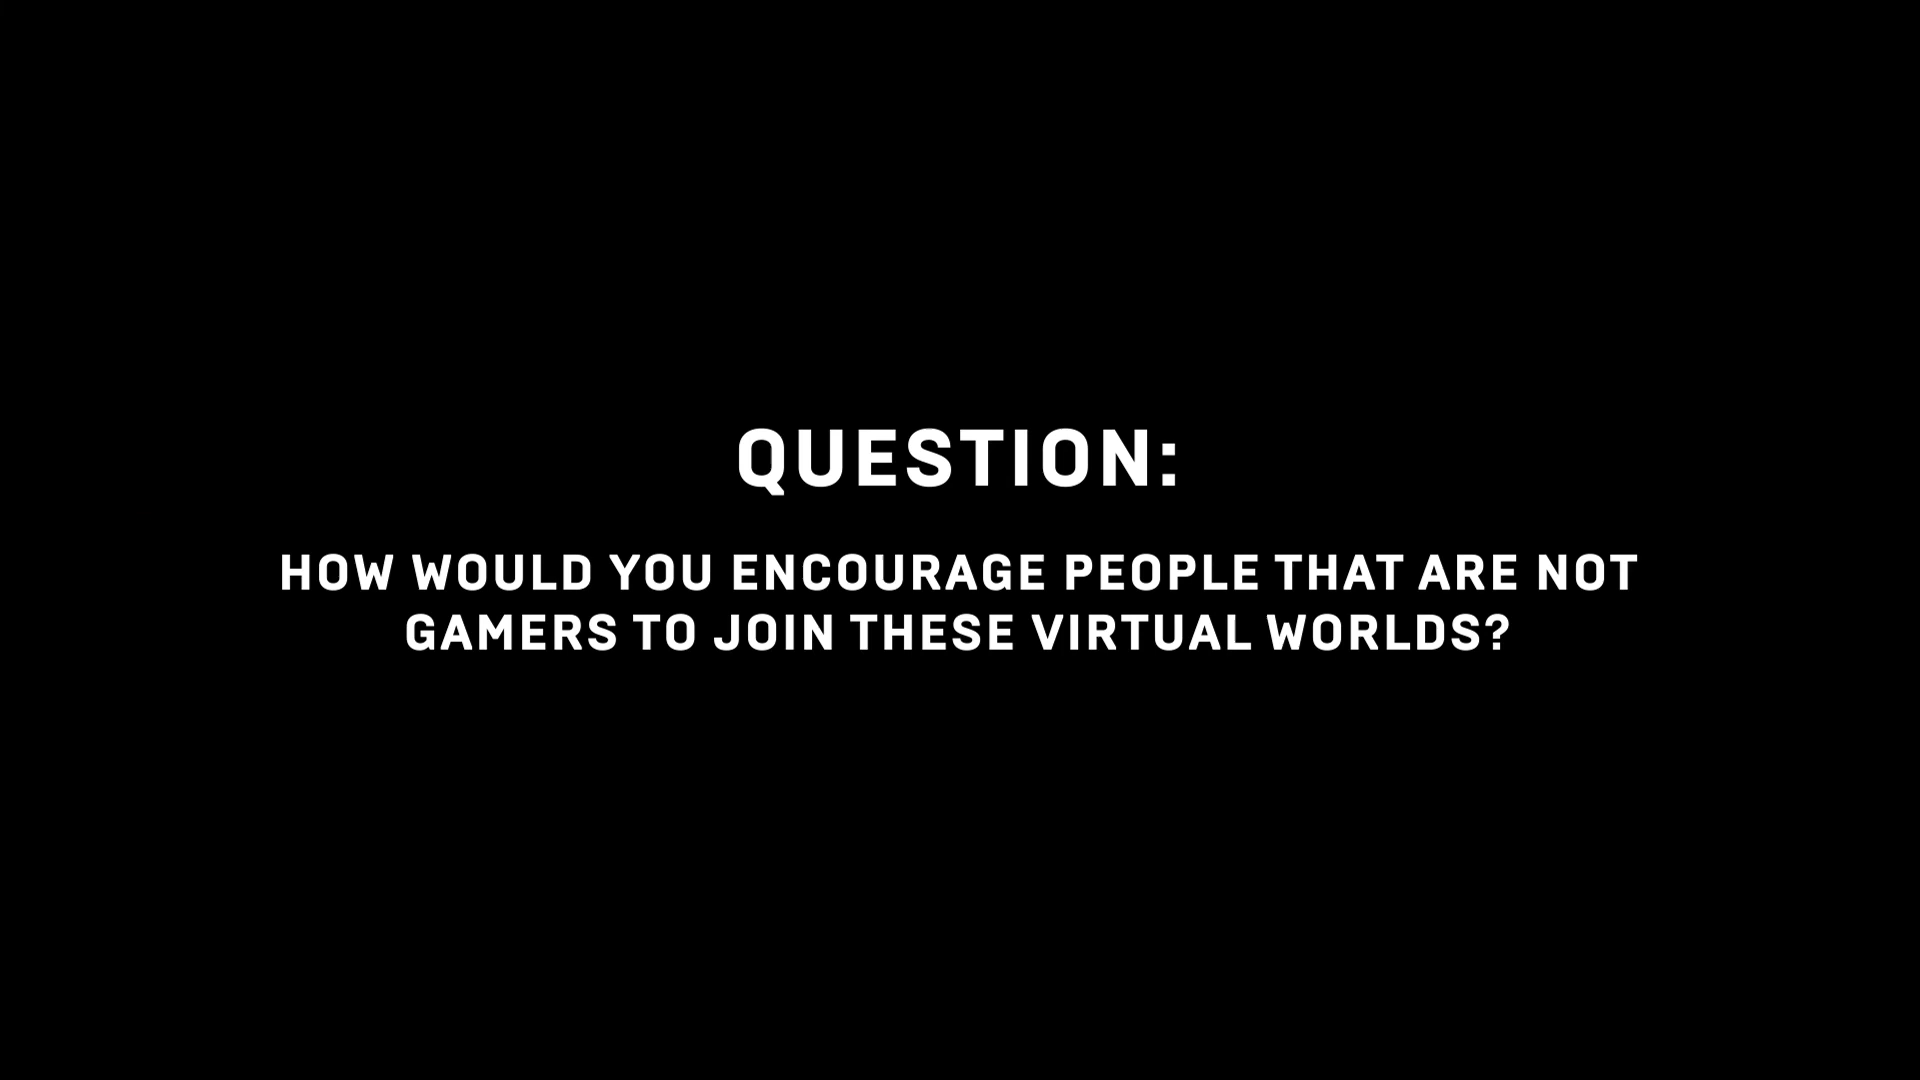 QUESTION:
HOW WOULD YOU ENCOURAGE PEOPLE THAT ARE NOT
GAMERS TO JOIN THESE VIRTUAL WORLDS?